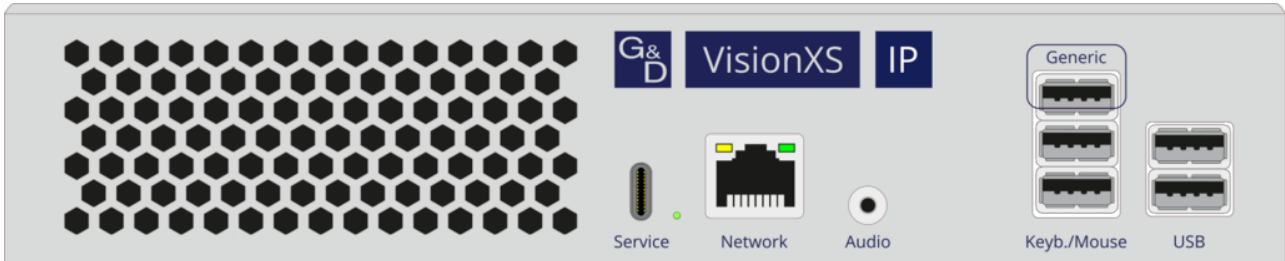 G&D VisionXS IP
Generic
Service Network Audio Keyb./Mouse USB